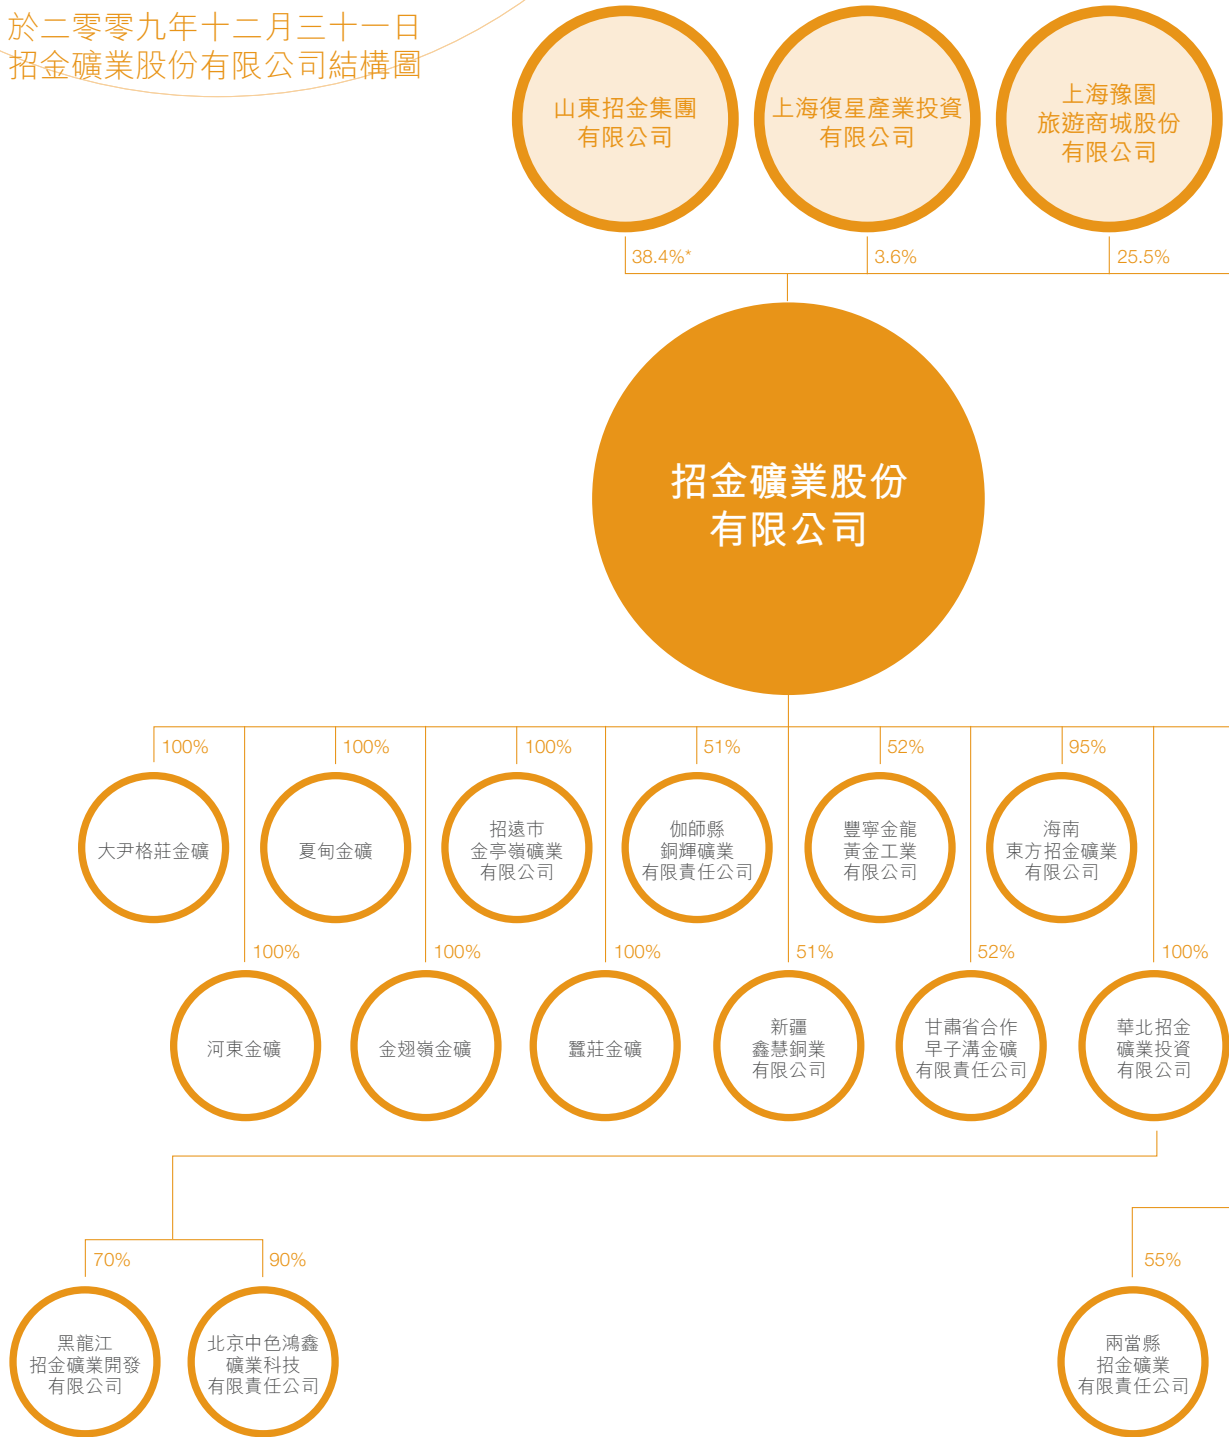 於二零零九年十二月三十一日
招金礦業股份有限公司結構圖
山東招金集團
有限公司
上海復星產業投資
有限公司
上海豫園
旅遊商城股份
有限公司
38.4%*
3.6%
25.5%
招金礦業股份
有限公司
100%
100%
100%
51%
52%
95%
大尹格莊金礦
夏甸金礦
招遠市
金亭嶺礦業
有限公司
伽師縣
銅輝礦業
有限責任公司
豐寧金龍
黃金工業
有限公司
海南
東方招金礦業
有限公司
100%
100%
100%
51%
52%
100%
河東金礦
金翅嶺金礦
蠶莊金礦
新疆
鑫慧銅業
有限公司
甘肅省合作
早子溝金礦
有限責任公司
華北招金
礦業投資
有限公司
70%
90%
55%
黑龍江
招金礦業開發
有限公司
北京中色鴻鑫
礦業科技
有限責任公司
兩當縣
招金礦業
有限責任公司